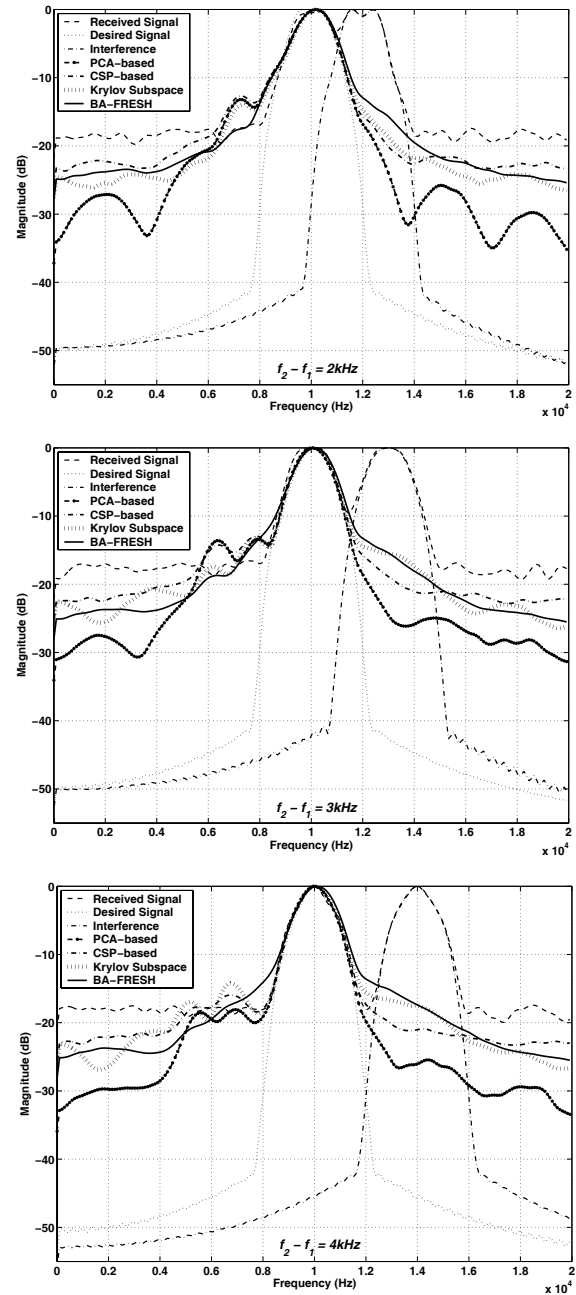 0
−10
−20
−30
−40
−50
Magnitude (dB)
Received Signal
Desired Signal
Interference
PCA−based
CSP−based
Krylov Subspace
BA−FRESH
f2 − f1 = 2kHz
0 0.2 0.4 0.6 0.8 1.0 1.2 1.4 1.6 1.8 2.0
Frequency (Hz)
x 10^4
0
−10
−20
−30
−40
−50
Magnitude (dB)
Received Signal
Desired Signal
Interference
PCA−based
CSP−based
Krylov Subspace
BA−FRESH
f2 − f1 = 3kHz
0 0.2 0.4 0.6 0.8 1.0 1.2 1.4 1.6 1.8 2.0
Frequency (Hz)
x 10^4
0
−10
−20
−30
−40
−50
Magnitude (dB)
Received Signal
Desired Signal
Interference
PCA−based
CSP−based
Krylov Subspace
BA−FRESH
f2 − f1 = 4kHz
0 0.2 0.4 0.6 0.8 1.0 1.2 1.4 1.6 1.8 2.0
Frequency (Hz)
x 10^4